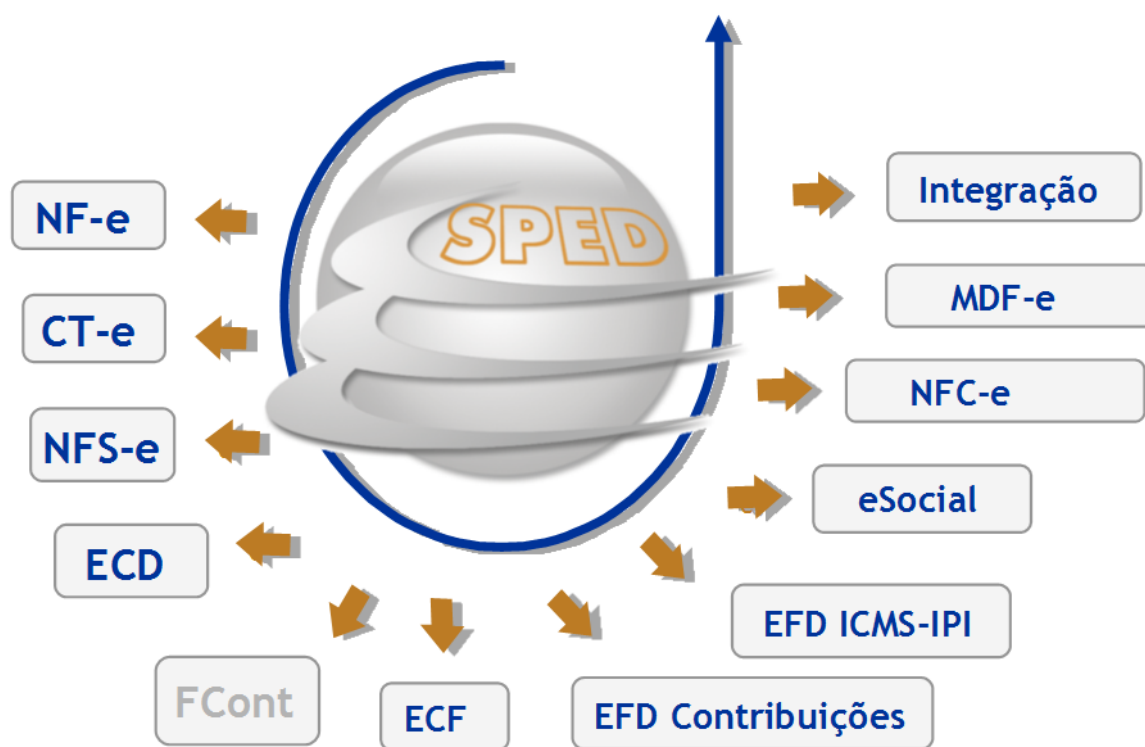 SPED
NF-e
CT-e
NFS-e
ECD
FCont
ECF
EFD Contribuições
EFD ICMS-IPI
eSocial
NFC-e
MDF-e
Integração